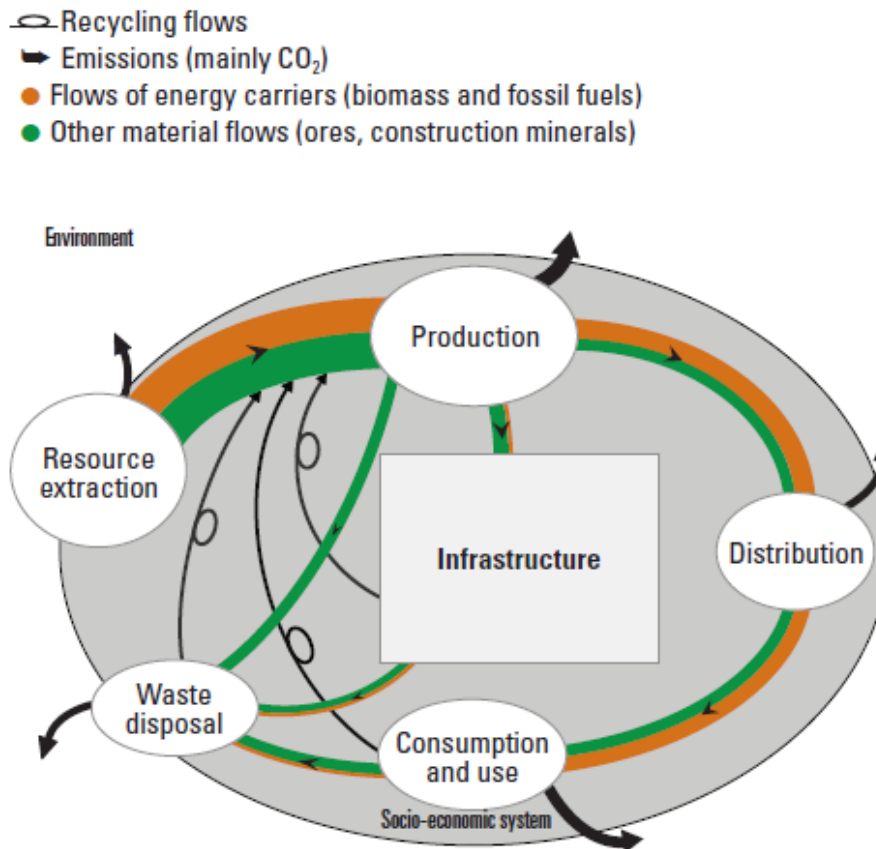 Recycling flows
Emissions (mainly CO₂)
Flows of energy carriers (biomass and fossil fuels)
Other material flows (ores, construction minerals)
Environment
Production
Resource
extraction
Infrastructure
Distribution
Waste
disposal
Consumption
and use
Socio-economic system